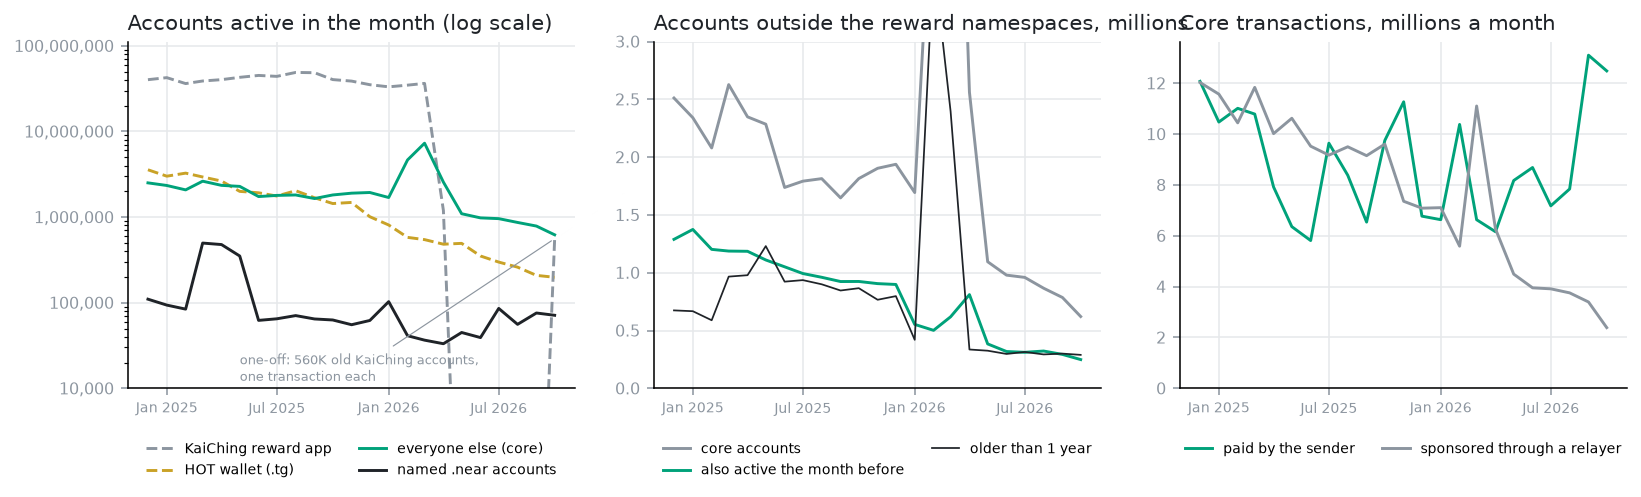 Accounts active in the month (log scale)
100,000,000
10,000,000
1,000,000
100,000
10,000
one-off: 560K old KaiChing accounts,
one transaction each
Jan 2025
Jul 2025
Jan 2026
Jul 2026
KaiChing reward app
HOT wallet (.tg)
everyone else (core)
named .near accounts
Accounts outside the reward namespaces, millions
3.0
2.5
2.0
1.5
1.0
0.5
0.0
Jan 2025
Jul 2025
Jan 2026
Jul 2026
core accounts
also active the month before
older than 1 year
Core transactions, millions a month
12
10
8
6
4
2
0
Jan 2025
Jul 2025
Jan 2026
Jul 2026
paid by the sender
sponsored through a relayer